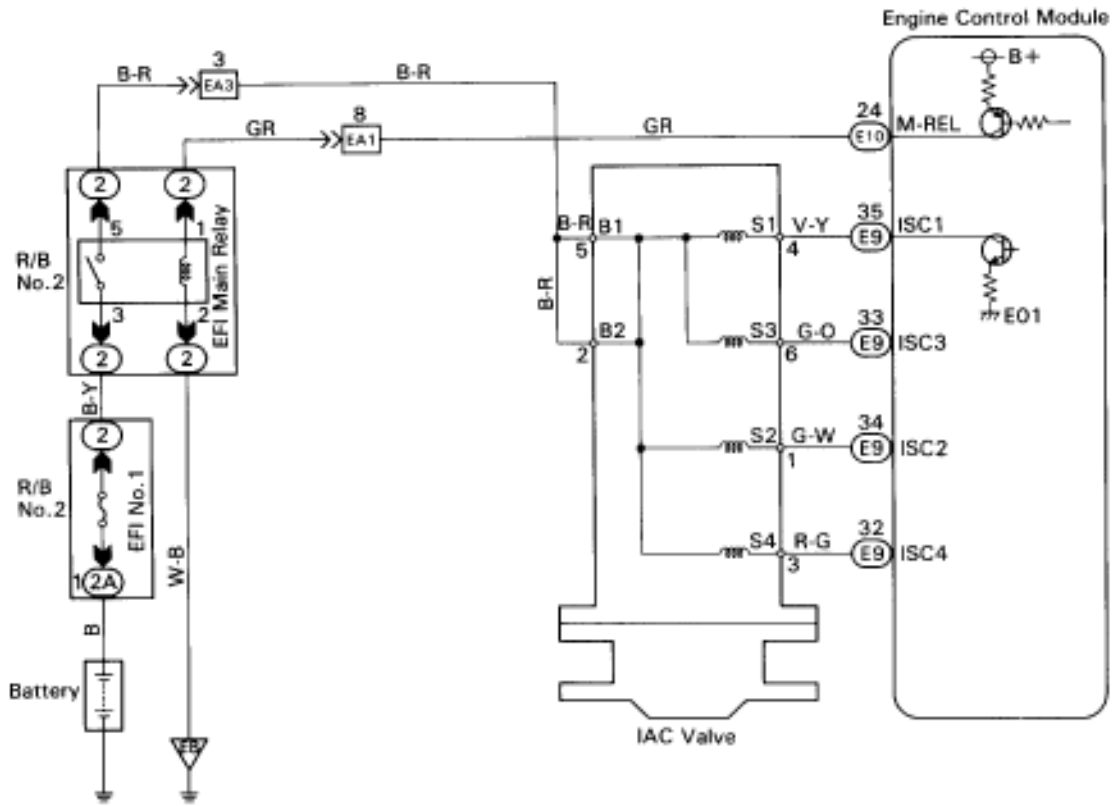 Engine Control Module
B+
3
B-R
EA3
B-R
8
GR
EA1
GR
24
E10
M-REL
2
2
5
1
R/B
No.2
EFI Main Relay
3
2
2
2
B-R
B1
5
S1
V-Y
4
35
E9
ISC1
EO1
B-R
B2
2
S3
G-O
6
33
E9
ISC3
B-Y
2
R/B
No.2
EFI No.1
1
2A
W-B
S2
G-W
1
34
E9
ISC2
S4
R-G
3
32
E9
ISC4
B
Battery
EB
IAC Valve